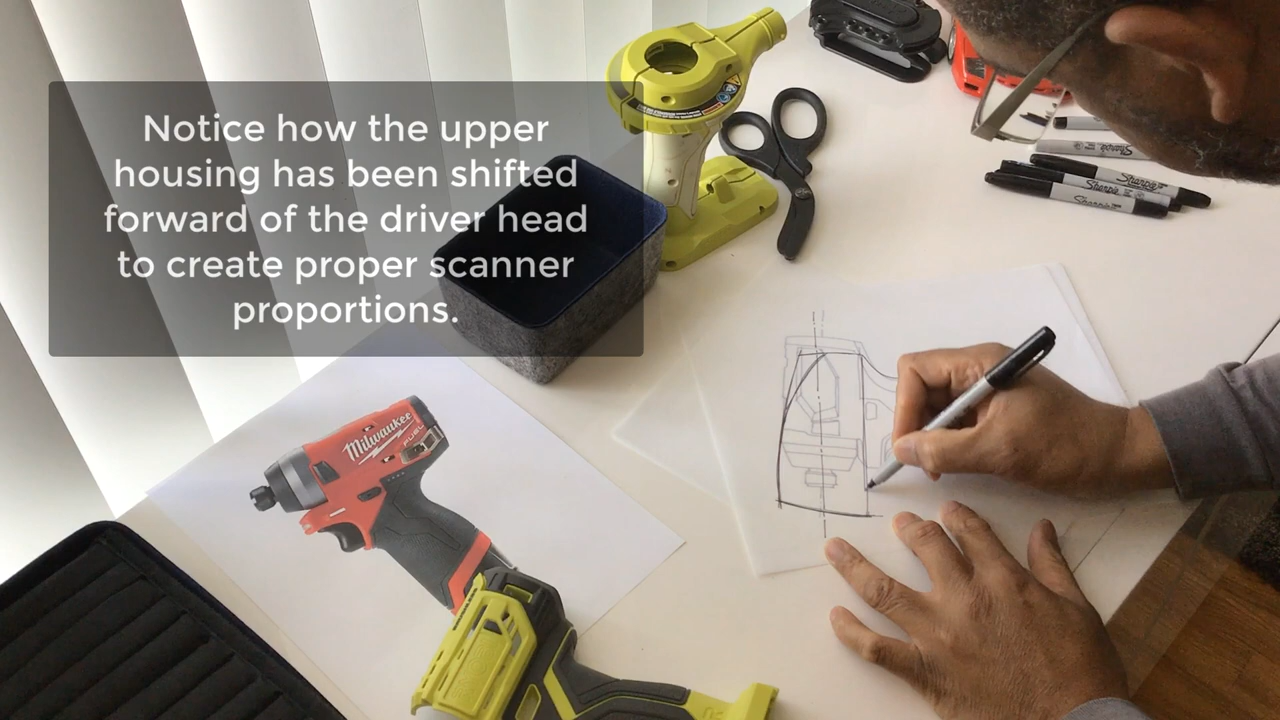 Notice how the upper
housing has been shifted
forward of the driver head
to create proper scanner
proportions.
Milwaukee
FUEL
Sharpie
Sharpie
Sharpie